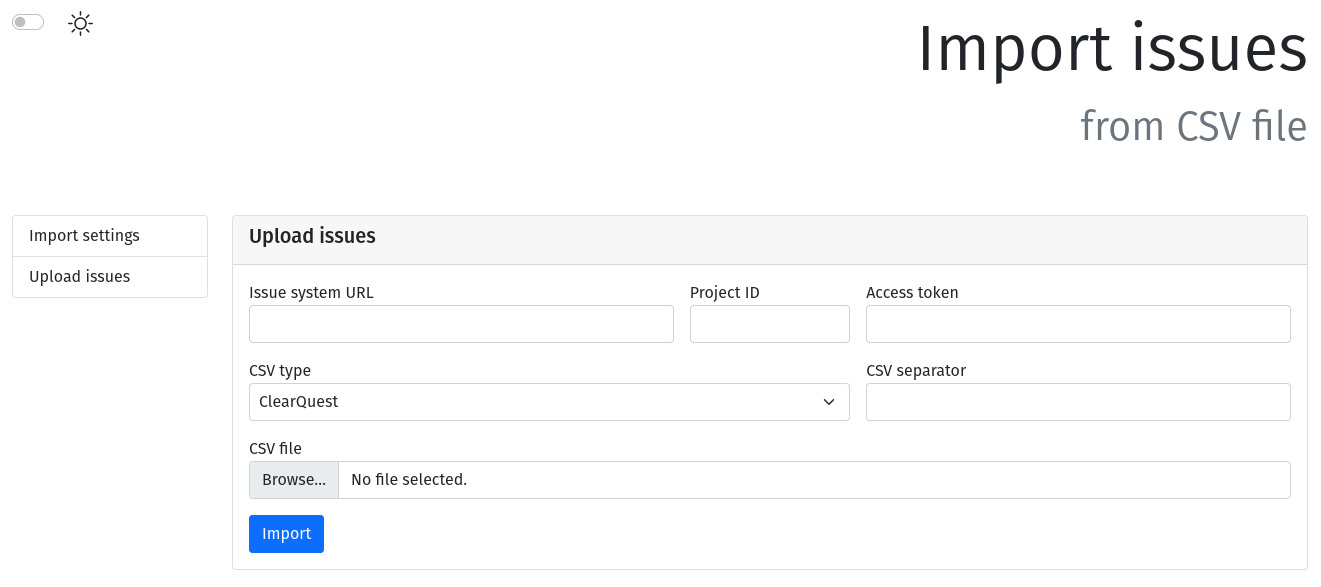 Import issues
from CSV file
Import settings
Upload issues
Upload issues
Issue system URL
Project ID
Access token
CSV type
CSV separator
ClearQuest
CSV file
Browse... No file selected.
Import